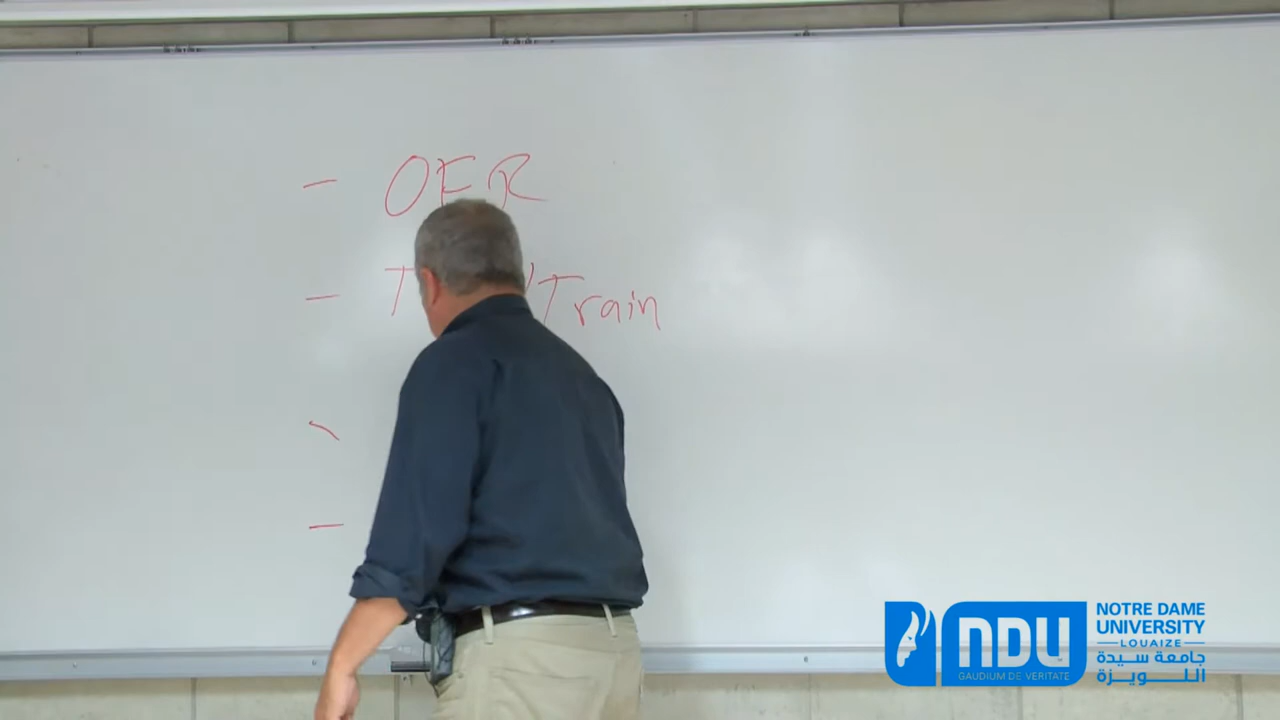 - OER
- T /Train
-
-
NDU
GAUDIUM DE VERITATE
NOTRE DAME
UNIVERSITY
LOUAIZE
جامعة سيدة
اللويزة